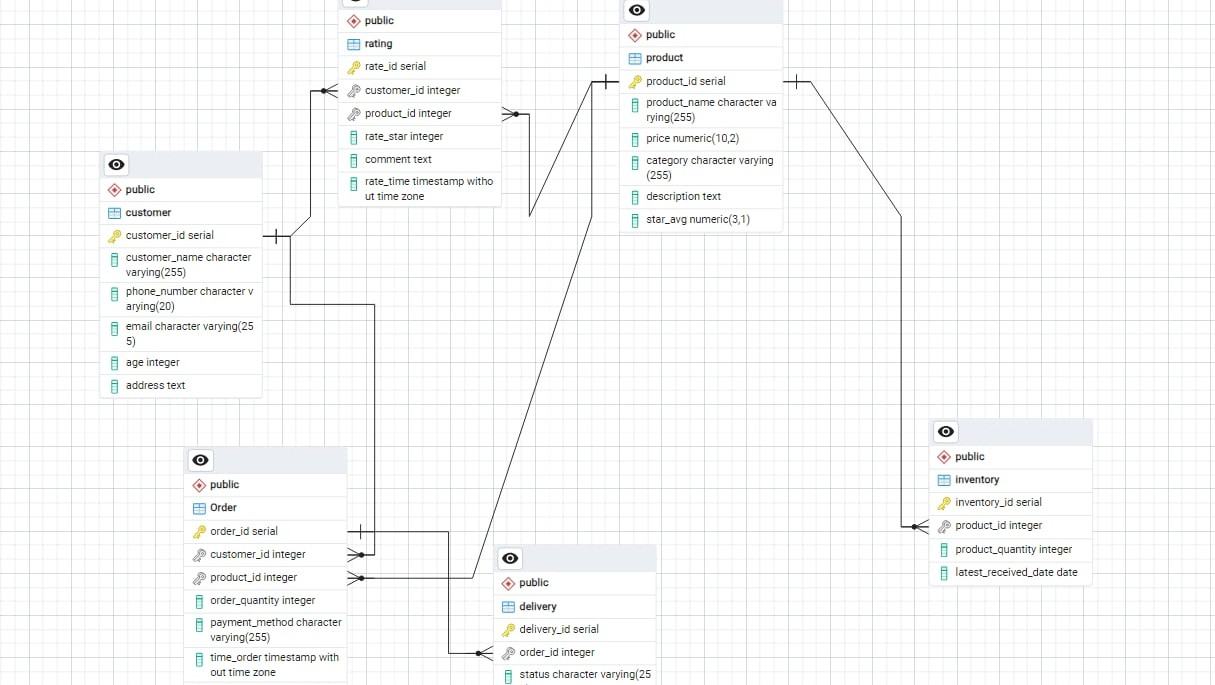 public
rating
rate_id serial
customer_id integer
product_id integer
rate_star integer
comment text
rate_time timestamp witho
ut time zone
public
product
product_id serial
product_name character va
rying(255)
price numeric(10,2)
category character varying
(255)
description text
star_avg numeric(3,1)
public
customer
customer_id serial
customer_name character
varying(255)
phone_number character v
arying(20)
email character varying(25
5)
age integer
address text
public
Order
order_id serial
customer_id integer
product_id integer
order_quantity integer
payment_method character
varying(255)
time_order timestamp with
out time zone
public
delivery
delivery_id serial
order_id integer
status character varying(25
public
inventory
inventory_id serial
product_id integer
product_quantity integer
latest_received_date date